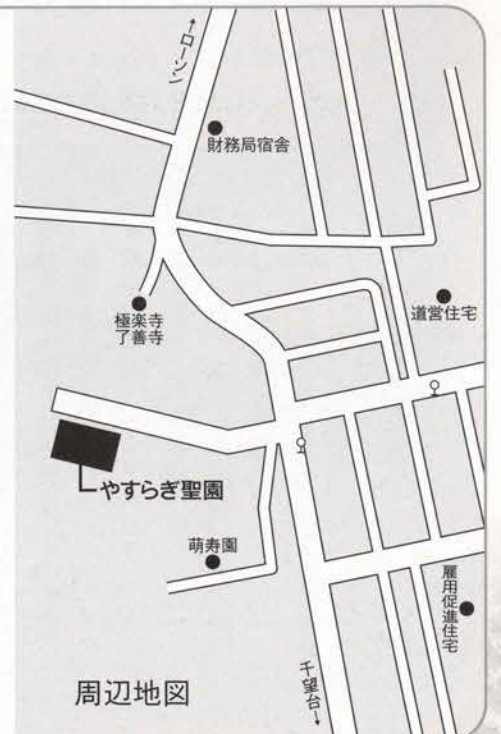 ←ローソン
財務局宿舎
極楽寺
了善寺
道営住宅
やすらぎ聖園
萌寿園
雇用促進住宅
千望台→
周辺地図